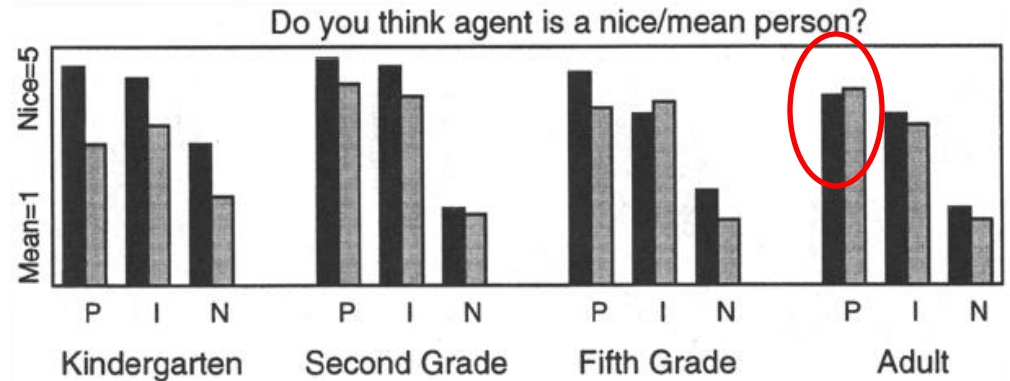 Do you think agent is a nice/mean person?
Nice=5
Mean=1
P I N P I N P I N P I N
Kindergarten Second Grade Fifth Grade Adult